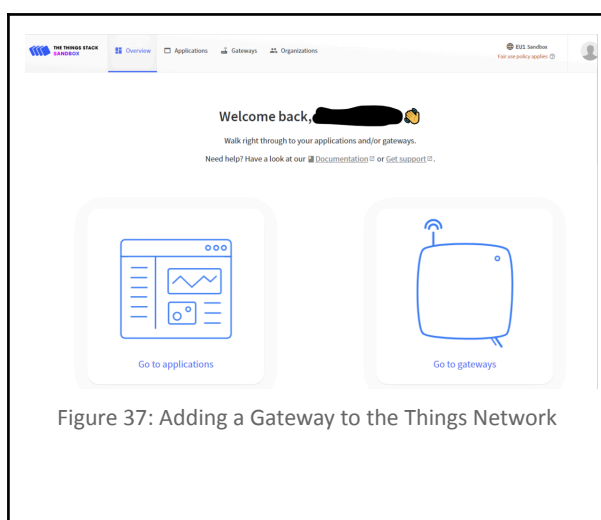 THE THINGS STACK
SANDBOX
Overview Applications Gateways Organizations
EU1 Sandbox
Fair use policy applies
Welcome back,
Walk right through to your applications and/or gateways.
Need help? Have a look at our Documentation or Get support.
Go to applications
Go to gateways
Figure 37: Adding a Gateway to the Things Network